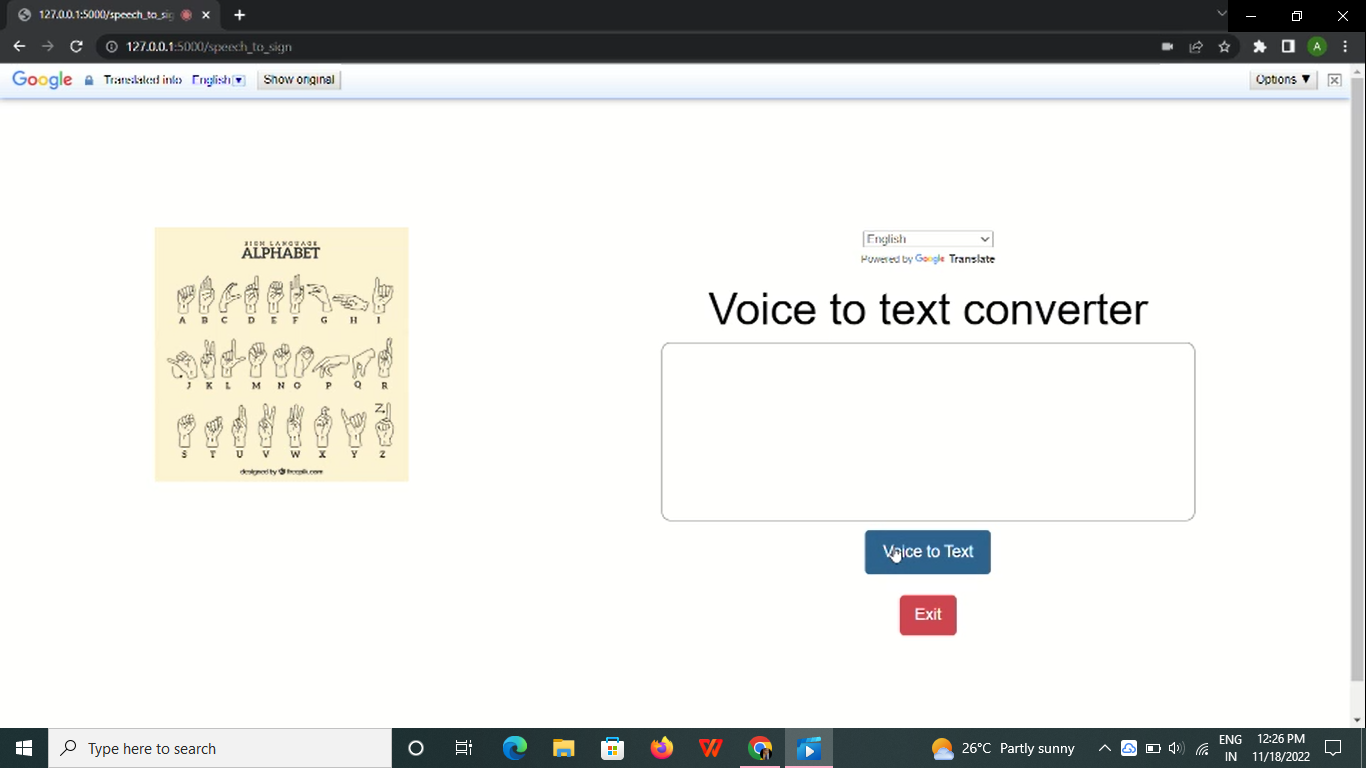 127.0.0.1:5000/speech_to_sig
127.0.0.1:5000/speech_to_sign
A
Google Translated into English Show original Options ▼
SIGN LANGUAGE
ALPHABET
A B C D E F G H I
J K L M N O P Q R
Z
S T U V W X Y Z
designed by freepik.com
English
Powered by Google Translate
Voice to text converter
Voice to Text
Exit
Type here to search
26°C Partly sunny
ENG
IN
12:26 PM
11/18/2022